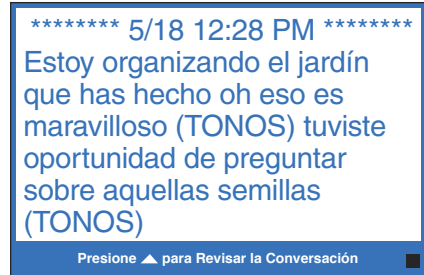 ******** 5/18 12:28 PM ********
Estoy organizando el jardín
que has hecho oh eso es
maravilloso (TONOS) tuviste
oportunidad de preguntar
sobre aquellas semillas
(TONOS)
Presione ▲ para Revisar la Conversación